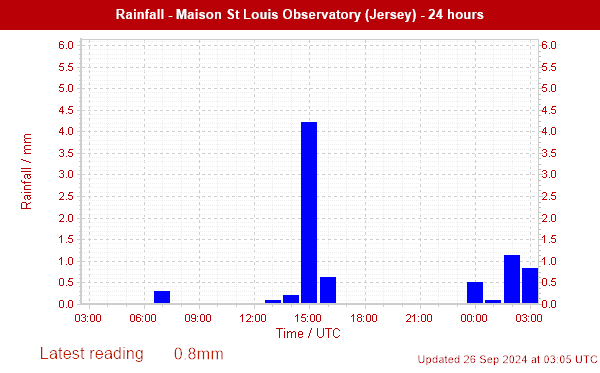 Rainfall - Maison St Louis Observatory (Jersey) - 24 hours
6.0 6.0
5.5 5.5
5.0 5.0
4.5 4.5
4.0 4.0
3.5 3.5
3.0 3.0
2.5 2.5
2.0 2.0
1.5 1.5
1.0 1.0
0.5 0.5
0.0 0.0
Rainfall / mm
03:00 06:00 09:00 12:00 15:00 18:00 21:00 00:00 03:00
Time / UTC
Latest reading 0.8mm
Updated 26 Sep 2024 at 03:05 UTC